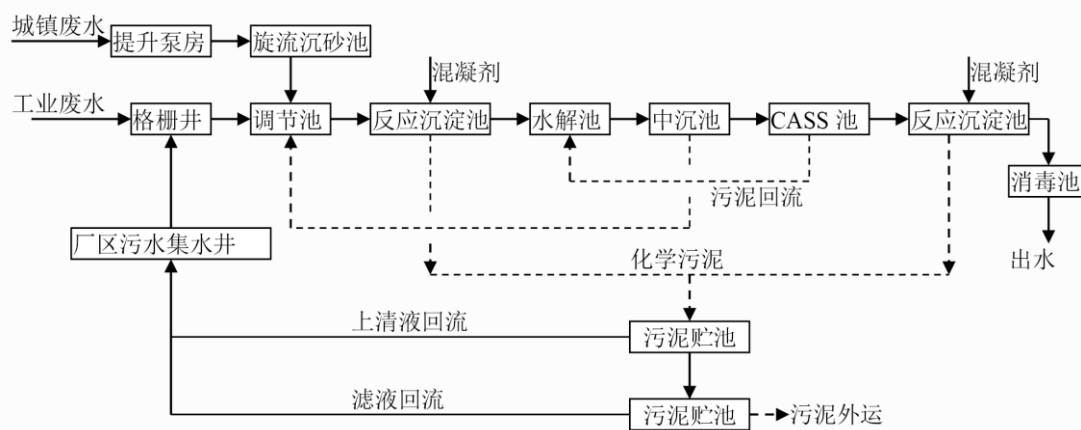 城镇废水
提升泵房
旋流沉砂池
混凝剂
混凝剂
工业废水
格栅井
调节池
反应沉淀池
水解池
中沉池
CASS 池
反应沉淀池
消毒池
污泥回流
厂区污水集水井
化学污泥
出水
上清液回流
污泥贮池
滤液回流
污泥贮池
污泥外运